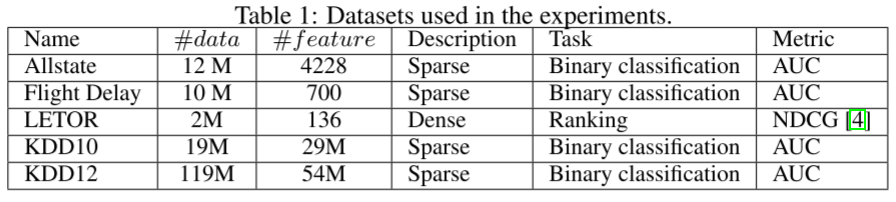 Table 1: Datasets used in the experiments.
Name #data #feature Description Task Metric
Allstate 12 M 4228 Sparse Binary classification AUC
Flight Delay 10 M 700 Sparse Binary classification AUC
LETOR 2M 136 Dense Ranking NDCG [4]
KDD10 19M 29M Sparse Binary classification AUC
KDD12 119M 54M Sparse Binary classification AUC